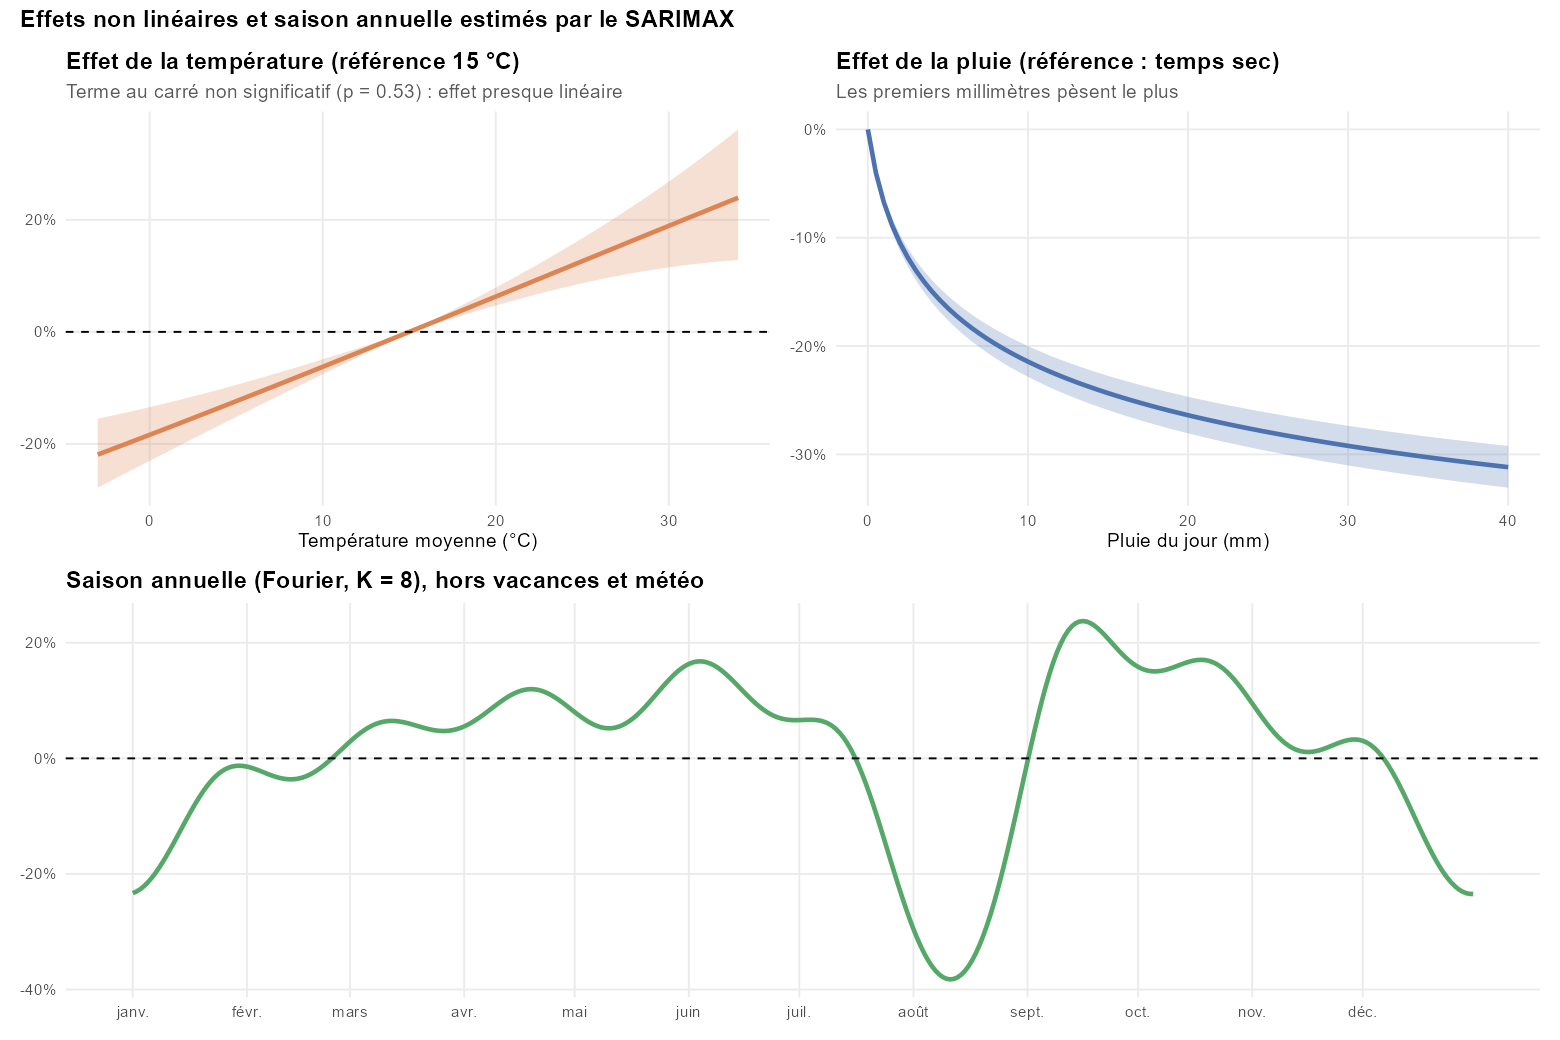 Effets non linéaires et saison annuelle estimés par le SARIMAX
Effet de la température (référence 15 °C)
Terme au carré non significatif (p = 0.53) : effet presque linéaire
20%
0%
-20%
0 10 20 30
Température moyenne (°C)
Effet de la pluie (référence : temps sec)
Les premiers millimètres pèsent le plus
0%
-10%
-20%
-30%
0 10 20 30 40
Pluie du jour (mm)
Saison annuelle (Fourier, K = 8), hors vacances et météo
20%
0%
-20%
-40%
janv. févr. mars avr. mai juin juil. août sept. oct. nov. déc.